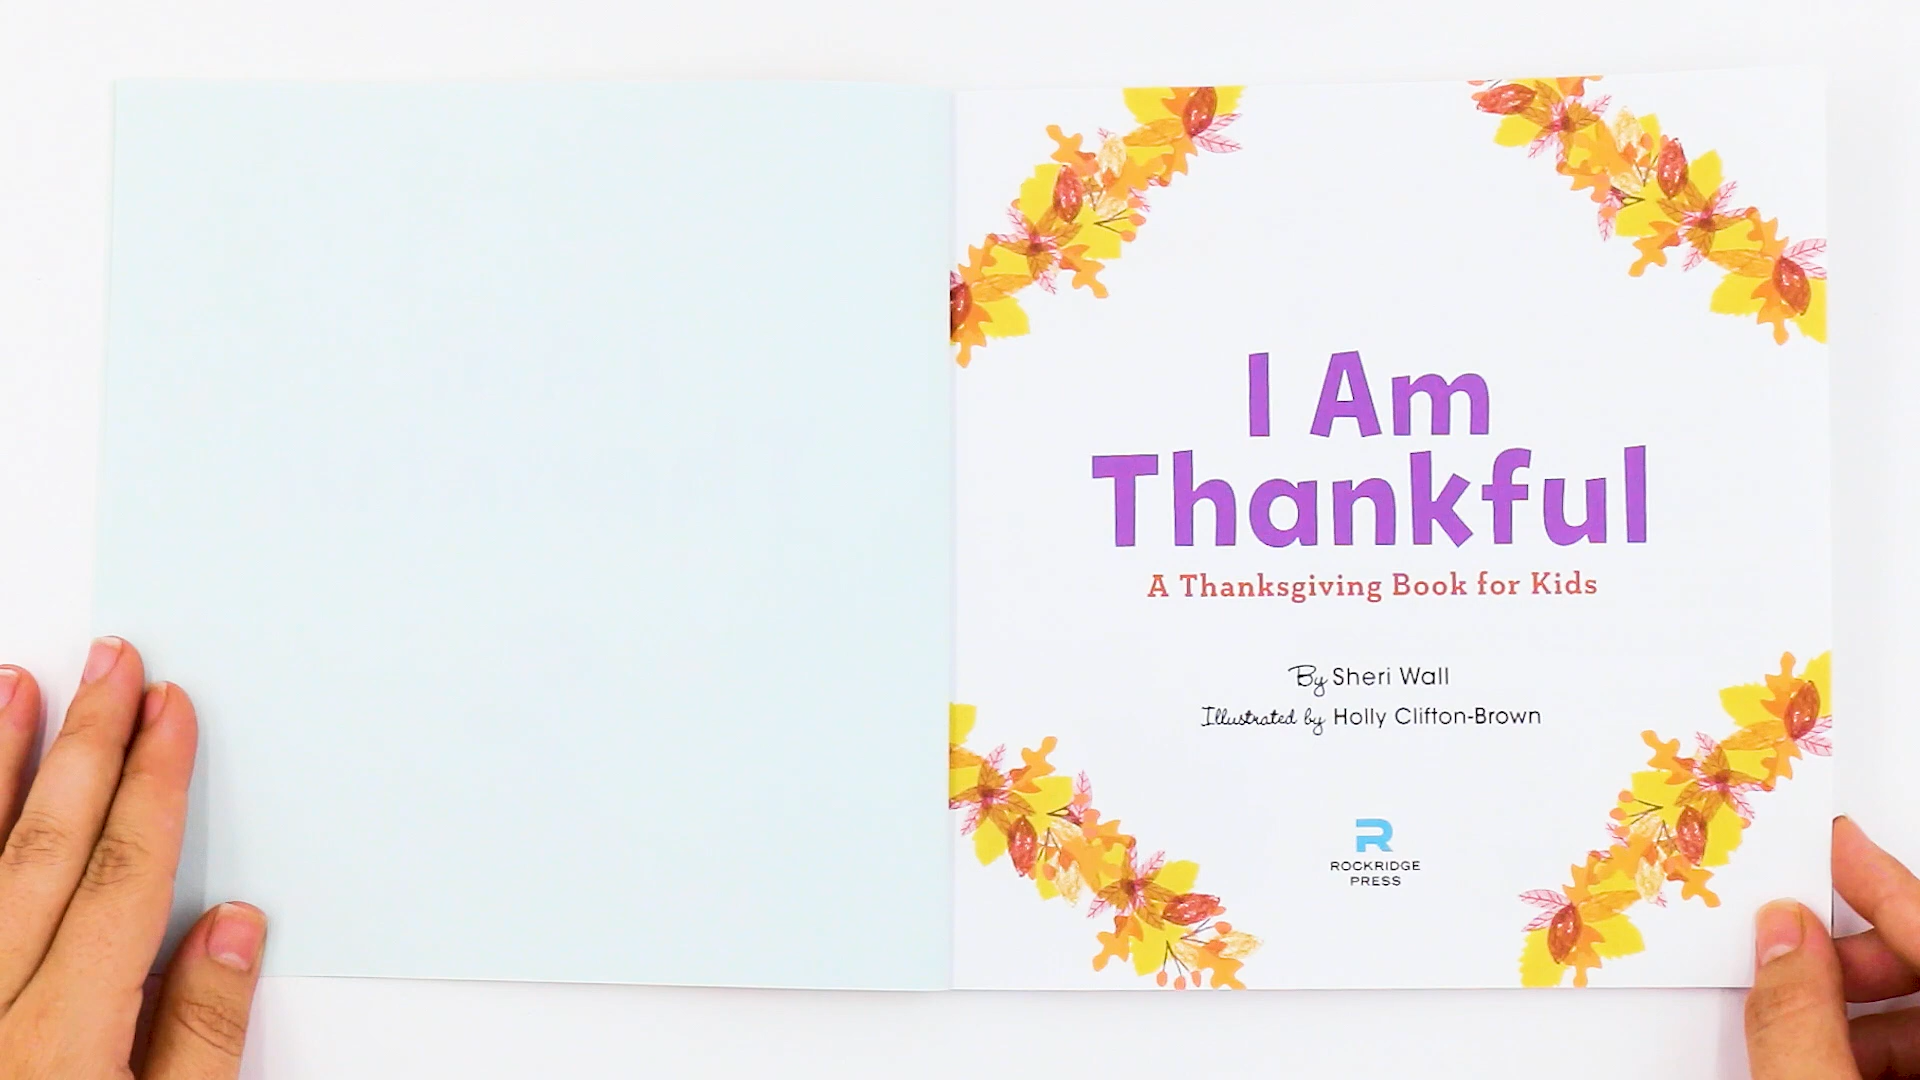 I Am
Thankful
A Thanksgiving Book for Kids
By Sheri Wall
Illustrated by Holly Clifton-Brown
R
ROCKRIDGE
PRESS